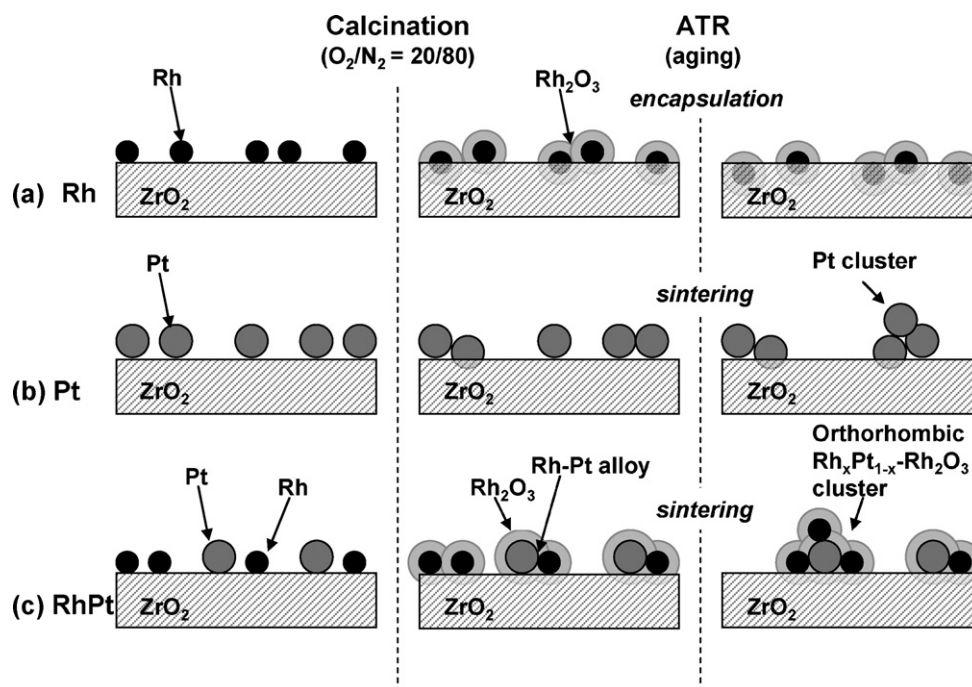 Calcination
(O₂/N₂ = 20/80)
ATR
(aging)
Rh
Rh₂O₃
encapsulation
(a) Rh
ZrO₂
ZrO₂
ZrO₂
Pt
sintering
Pt cluster
(b) Pt
ZrO₂
ZrO₂
ZrO₂
Pt
Rh
Rh₂O₃
Rh-Pt alloy
sintering
Orthorhombic
RhₓPt₁₋ₓ-Rh₂O₃
cluster
(c) RhPt
ZrO₂
ZrO₂
ZrO₂